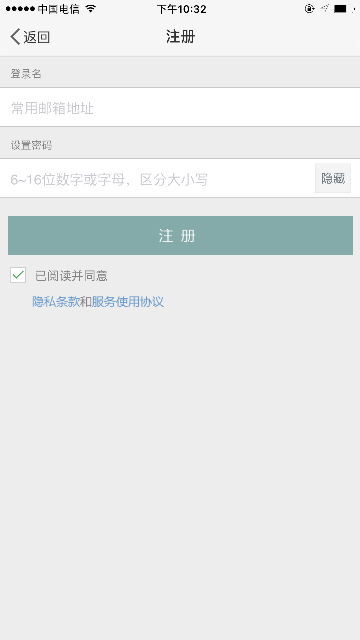 中国电信 下午10:32
返回 注册
登录名
常用邮箱地址
设置密码
6~16位数字或字母，区分大小写 隐藏
注 册
已阅读并同意
隐私条款和服务使用协议